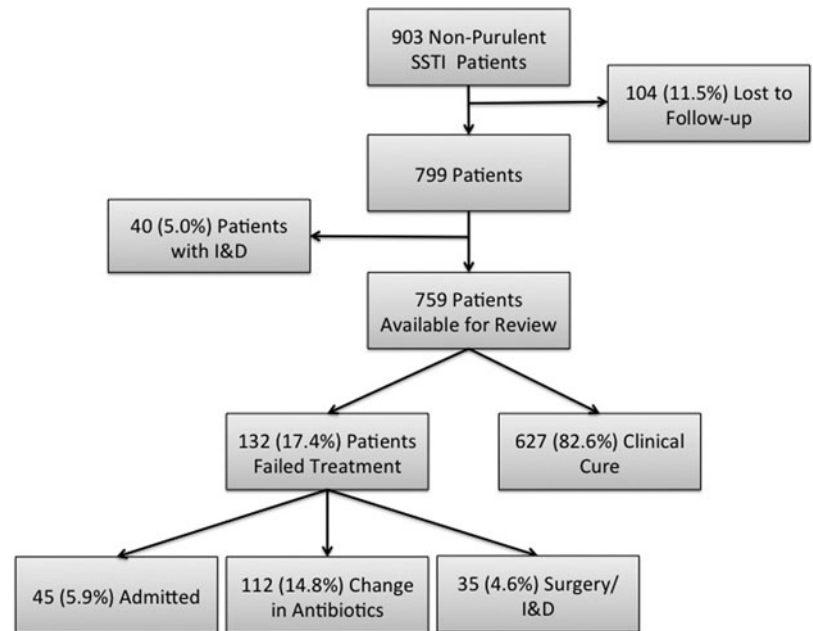 903 Non-Purulent
SSTI Patients
104 (11.5%) Lost to
Follow-up
799 Patients
40 (5.0%) Patients
with I&D
759 Patients
Available for Review
132 (17.4%) Patients
Failed Treatment
627 (82.6%) Clinical
Cure
45 (5.9%) Admitted
112 (14.8%) Change
in Antibiotics
35 (4.6%) Surgery/
I&D